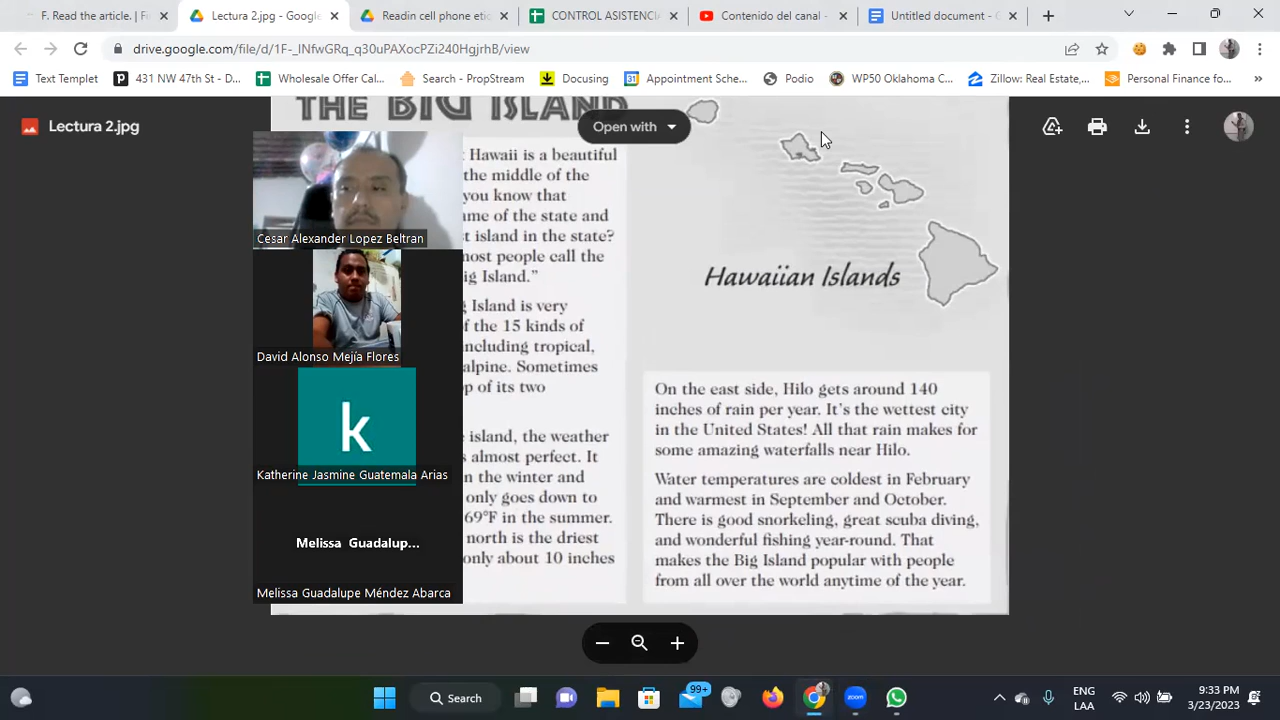 F. Read the article. | Fi
Lectura 2.jpg - Google
Readin cell phone eti
CONTROL ASISTENCI
Contenido del canal -
Untitled document - G
drive.google.com/file/d/1F-_lNfwGRq_q30uPAXocPZi240HgjrhB/view
Text Templet
431 NW 47th St - D...
Wholesale Offer Cal...
Search - PropStream
Docusing
Appointment Sche...
Podio
WP50 Oklahoma C...
Zillow: Real Estate,...
Personal Finance fo...
»
Lectura 2.jpg
Open with
THE BIG ISLAND
t Hawaii is a beautiful
the middle of the
you know that
ame of the state and
st island in the state?
most people call the
ig Island.”
g Island is very
f the 15 kinds of
including tropical,
alpine. Sometimes
op of its two
e island, the weather
s almost perfect. It
n the winter and
only goes down to
69°F in the summer.
north is the driest
only about 10 inches
Hawaiian Islands
On the east side, Hilo gets around 140
inches of rain per year. It’s the wettest city
in the United States! All that rain makes for
some amazing waterfalls near Hilo.
Water temperatures are coldest in February
and warmest in September and October.
There is good snorkeling, great scuba diving,
and wonderful fishing year-round. That
makes the Big Island popular with people
from all over the world anytime of the year.
Cesar Alexander Lopez Beltran
David Alonso Mejía Flores
k
Katherine Jasmine Guatemala Arias
Melissa Guadalup...
Melissa Guadalupe Méndez Abarca
Search
99+
ENG
LAA
9:33 PM
3/23/2023